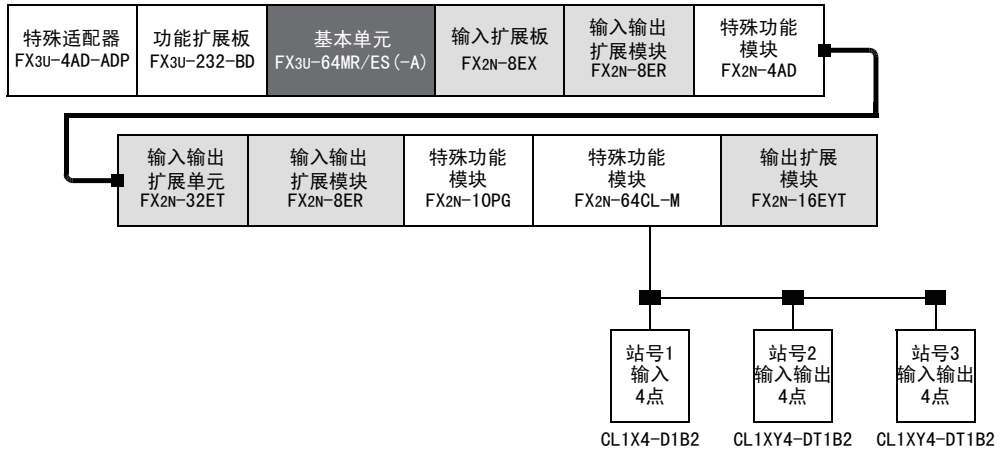 特殊适配器
FX3U-4AD-ADP
功能扩展板
FX3U-232-BD
基本单元
FX3U-64MR/ES(-A)
输入扩展板
FX2N-8EX
输入输出
扩展模块
FX2N-8ER
特殊功能
模块
FX2N-4AD
输入输出
扩展单元
FX2N-32ET
输入输出
扩展模块
FX2N-8ER
特殊功能
模块
FX2N-10PG
特殊功能
模块
FX2N-64CL-M
输出扩展
模块
FX2N-16EYT
站号1
输入
4点
CL1X4-D1B2
站号2
输入输出
4点
CL1XY4-DT1B2
站号3
输入输出
4点
CL1XY4-DT1B2